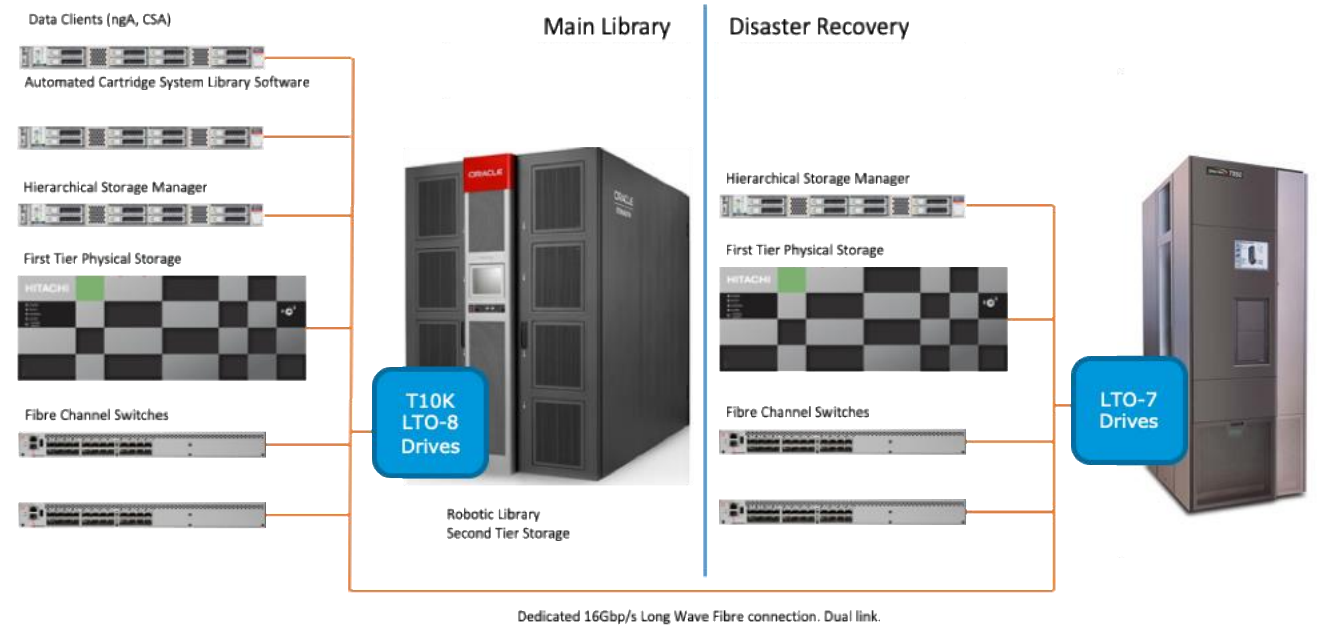 Data Clients (ngA, CSA)
Automated Cartridge System Library Software
Hierarchical Storage Manager
First Tier Physical Storage
HITACHI
Fibre Channel Switches
Main Library
ORACLE
ORACLE
T10K
LTO-8
Drives
Robotic Library
Second Tier Storage
Disaster Recovery
Hierarchical Storage Manager
First Tier Physical Storage
HITACHI
Fibre Channel Switches
LTO-7
Drives
Dedicated 16Gbp/s Long Wave Fibre connection. Dual link.